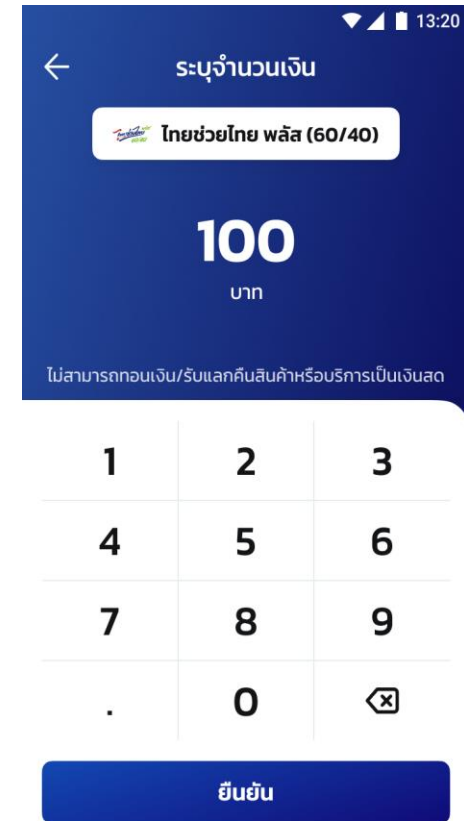 13:20
ระบุจำนวนเงิน
ไทยช่วยไทย พลัส (60/40)
100
บาท
ไม่สามารถทอนเงิน/รับแลกคืนสินค้าหรือบริการเป็นเงินสด
1 2 3
4 5 6
7 8 9
. 0
ยืนยัน